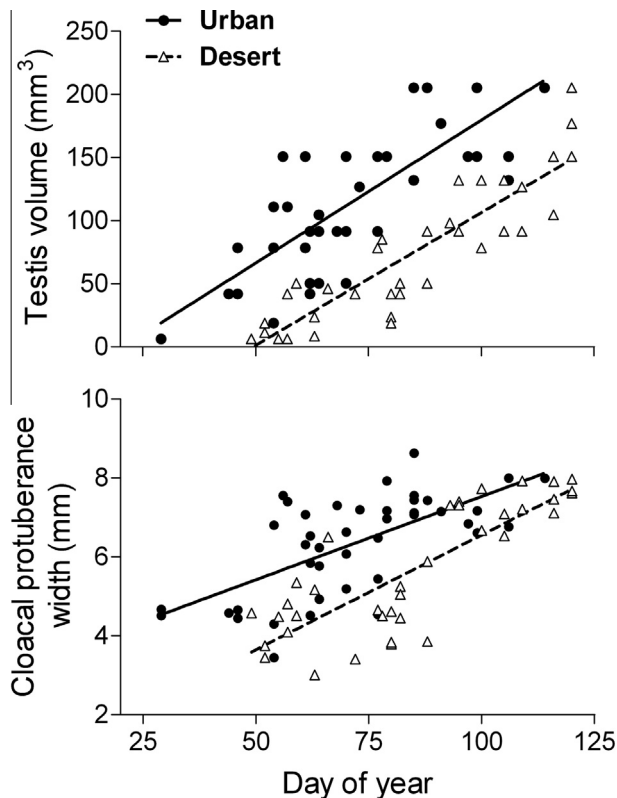 Urban
Desert
250
200
150
100
50
0
Testis volume (mm³)
10
8
6
4
2
Cloacal protuberance
width (mm)
25
50
75
100
125
Day of year